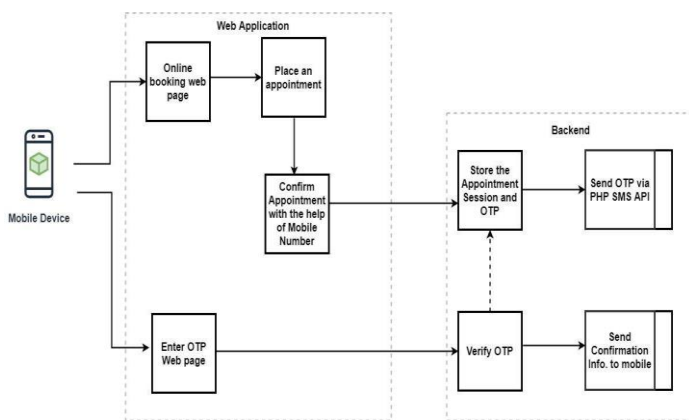 Web Application
Online
booking web
page
Place an
appointment
Backend
Mobile Device
Confirm
Appointment
with the help
of Mobile
Number
Store the
Appointment
Session and
OTP
Send OTP via
PHP SMS API
Enter OTP
Web page
Verify OTP
Send
Confirmation
Info. to mobile